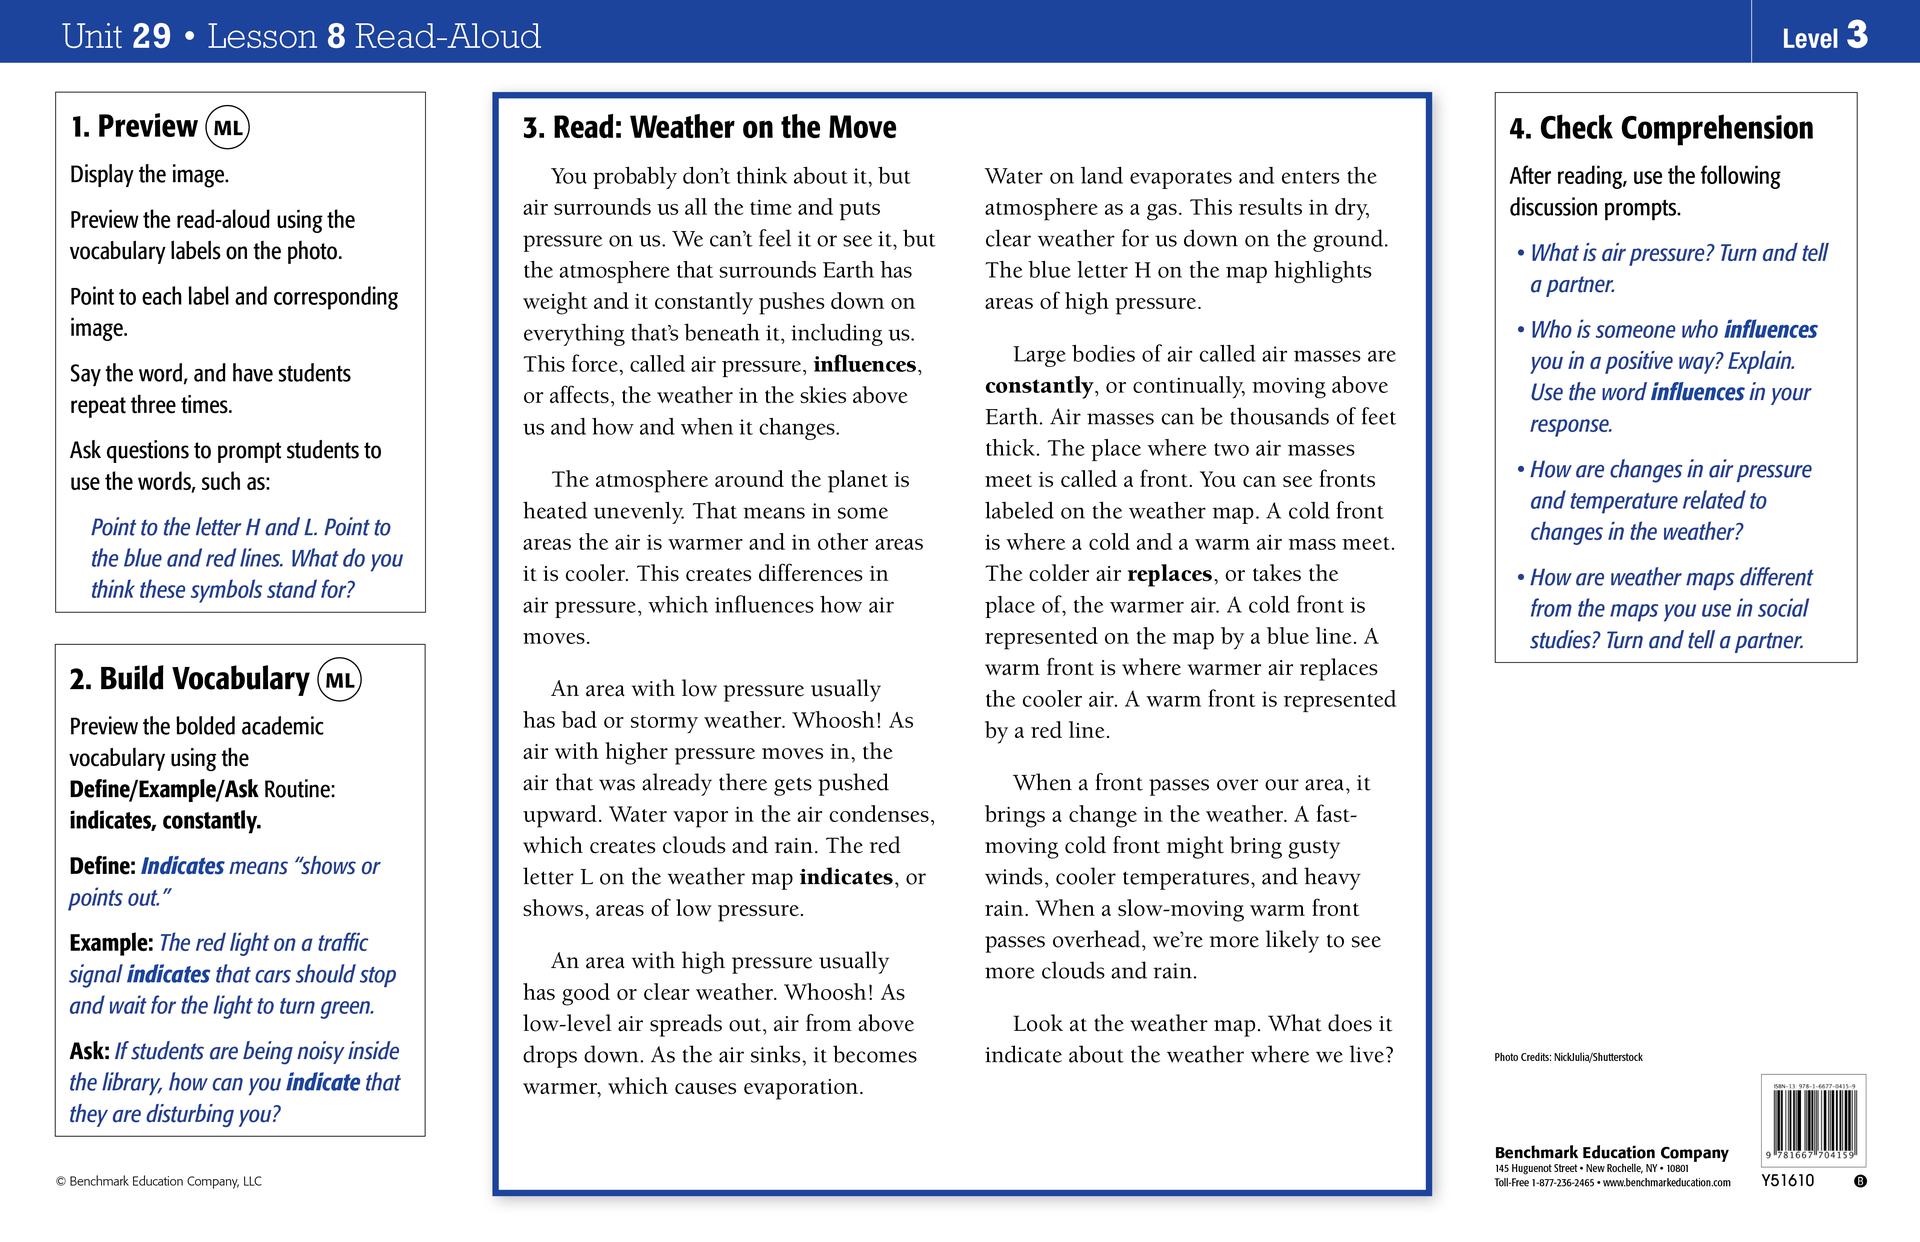 Unit 29 • Lesson 8 Read-Aloud
Level 3
1. Preview ML
Display the image.
Preview the read-aloud using the
vocabulary labels on the photo.
Point to each label and corresponding
image.
Say the word, and have students
repeat three times.
Ask questions to prompt students to
use the words, such as:
Point to the letter H and L. Point to
the blue and red lines. What do you
think these symbols stand for?
2. Build Vocabulary ML
Preview the bolded academic
vocabulary using the
Define/Example/Ask Routine:
indicates, constantly.
Define: Indicates means “shows or
points out.”
Example: The red light on a traffic
signal indicates that cars should stop
and wait for the light to turn green.
Ask: If students are being noisy inside
the library, how can you indicate that
they are disturbing you?
© Benchmark Education Company, LLC
3. Read: Weather on the Move
You probably don’t think about it, but
air surrounds us all the time and puts
pressure on us. We can’t feel it or see it, but
the atmosphere that surrounds Earth has
weight and it constantly pushes down on
everything that’s beneath it, including us.
This force, called air pressure, influences,
or affects, the weather in the skies above
us and how and when it changes.
The atmosphere around the planet is
heated unevenly. That means in some
areas the air is warmer and in other areas
it is cooler. This creates differences in
air pressure, which influences how air
moves.
An area with low pressure usually
has bad or stormy weather. Whoosh! As
air with higher pressure moves in, the
air that was already there gets pushed
upward. Water vapor in the air condenses,
which creates clouds and rain. The red
letter L on the weather map indicates, or
shows, areas of low pressure.
An area with high pressure usually
has good or clear weather. Whoosh! As
low-level air spreads out, air from above
drops down. As the air sinks, it becomes
warmer, which causes evaporation.
Water on land evaporates and enters the
atmosphere as a gas. This results in dry,
clear weather for us down on the ground.
The blue letter H on the map highlights
areas of high pressure.
Large bodies of air called air masses are
constantly, or continually, moving above
Earth. Air masses can be thousands of feet
thick. The place where two air masses
meet is called a front. You can see fronts
labeled on the weather map. A cold front
is where a cold and a warm air mass meet.
The colder air replaces, or takes the
place of, the warmer air. A cold front is
represented on the map by a blue line. A
warm front is where warmer air replaces
the cooler air. A warm front is represented
by a red line.
When a front passes over our area, it
brings a change in the weather. A fast-
moving cold front might bring gusty
winds, cooler temperatures, and heavy
rain. When a slow-moving warm front
passes overhead, we’re more likely to see
more clouds and rain.
Look at the weather map. What does it
indicate about the weather where we live?
4. Check Comprehension
After reading, use the following
discussion prompts.
• What is air pressure? Turn and tell
a partner.
• Who is someone who influences
you in a positive way? Explain.
Use the word influences in your
response.
• How are changes in air pressure
and temperature related to
changes in the weather?
• How are weather maps different
from the maps you use in social
studies? Turn and tell a partner.
Photo Credits: NickJulia/Shutterstock
Benchmark Education Company
145 Huguenot Street • New Rochelle, NY • 10801
Toll-Free 1-877-236-2465 • www.benchmarkeducation.com
ISBN-13 978-1-6677-0415-9
9 781667 704159
Y51610
B